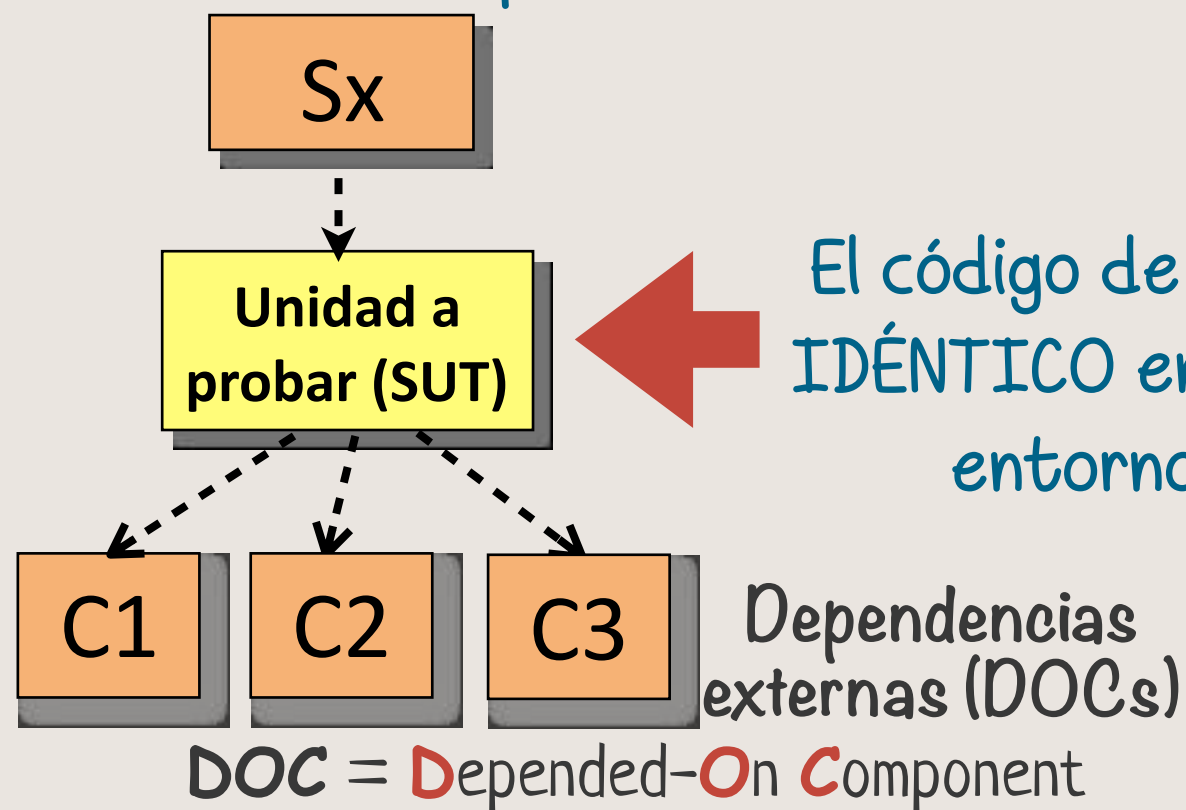 Sx
Unidad a
probar (SUT)
El código de
IDÉNTICO
entorno
C1
C2
C3
Dependencias
externas (DOCs)
DOC = Depended-On Component